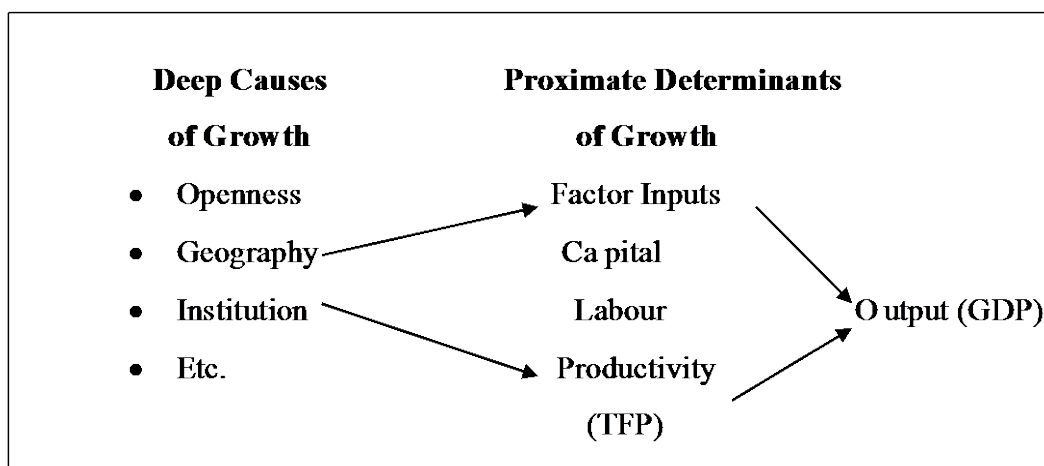 Deep Causes
of Growth
• Openness
• Geography
• Institution
• Etc.
Proximate Determinants
of Growth
Factor Inputs
Capital
Labour
Productivity
(TFP)
Output (GDP)